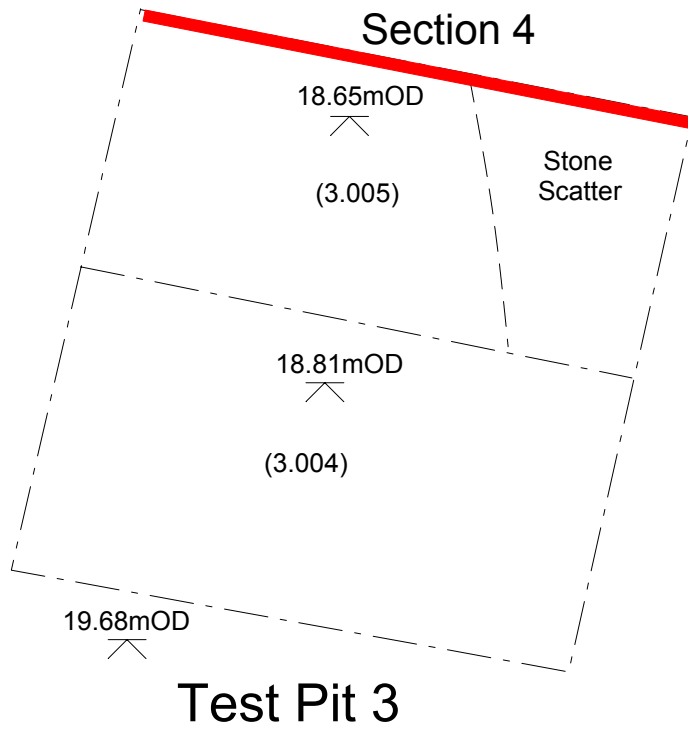 Section 4
18.65mOD
Stone
Scatter
(3.005)
18.81mOD
(3.004)
19.68mOD
Test Pit 3